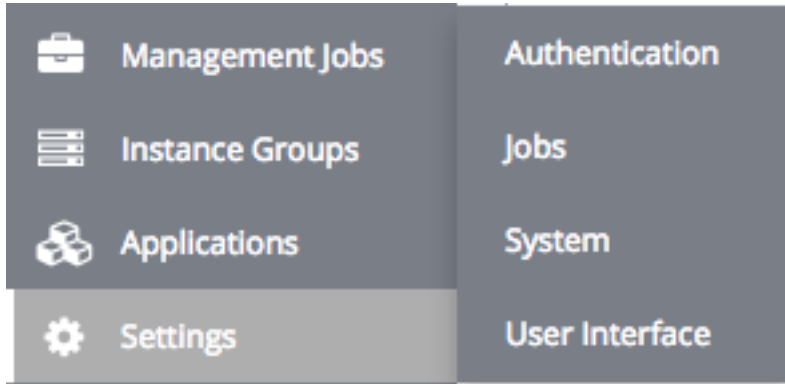 Management Jobs
Instance Groups
Applications
Settings
Authentication
Jobs
System
User Interface